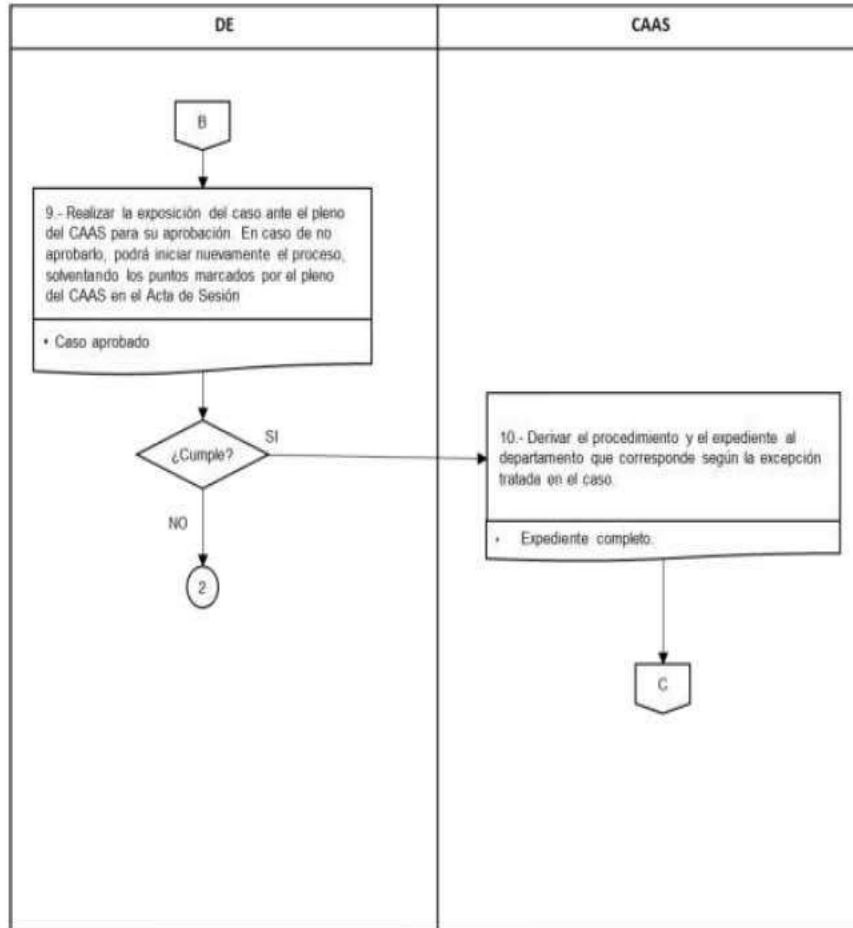 DE
CAAS
B
9.- Realizar la exposición del caso ante el pleno
del CAAS para su aprobación. En caso de no
aprobarlo, podrá iniciar nuevamente el proceso,
solventando los puntos marcados por el pleno
del CAAS en el Acta de Sesión
• Caso aprobado
¿Cumple?
SI
NO
2
10.- Derivar el procedimiento y el expediente al
departamento que corresponde según la excepción
tratada en el caso.
• Expediente completo.
C